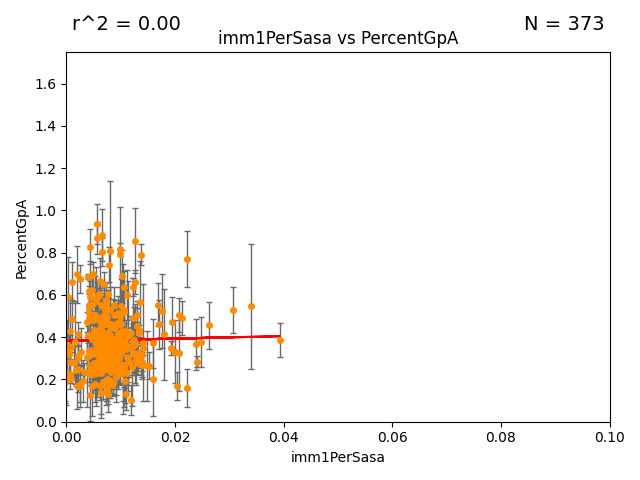 r^2 = 0.00
N = 373
imm1PerSasa vs PercentGpA
PercentGpA
1.6
1.4
1.2
1.0
0.8
0.6
0.4
0.2
0.0
0.00 0.02 0.04 0.06 0.08 0.10
imm1PerSasa